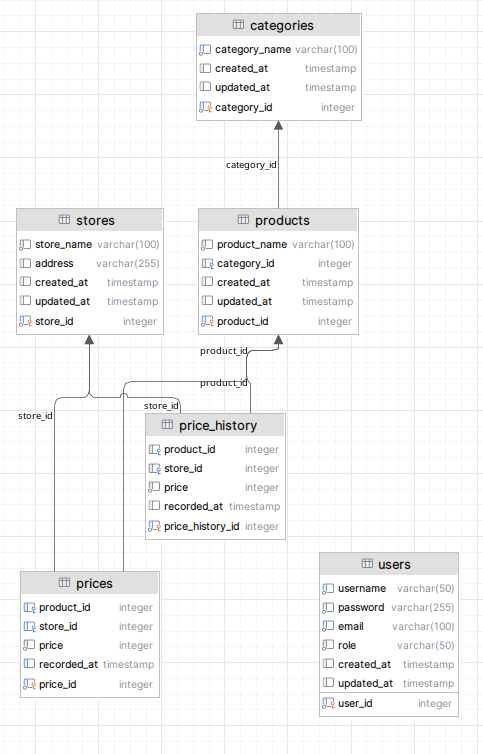 categories
category_name varchar(100)
created_at timestamp
updated_at timestamp
category_id integer
category_id
stores
store_name varchar(100)
address varchar(255)
created_at timestamp
updated_at timestamp
store_id integer
products
product_name varchar(100)
category_id integer
created_at timestamp
updated_at timestamp
product_id integer
product_id
product_id
store_id
store_id
price_history
product_id integer
store_id integer
price integer
recorded_at timestamp
price_history_id integer
prices
product_id integer
store_id integer
price integer
recorded_at timestamp
price_id integer
users
username varchar(50)
password varchar(255)
email varchar(100)
role varchar(50)
created_at timestamp
updated_at timestamp
user_id integer